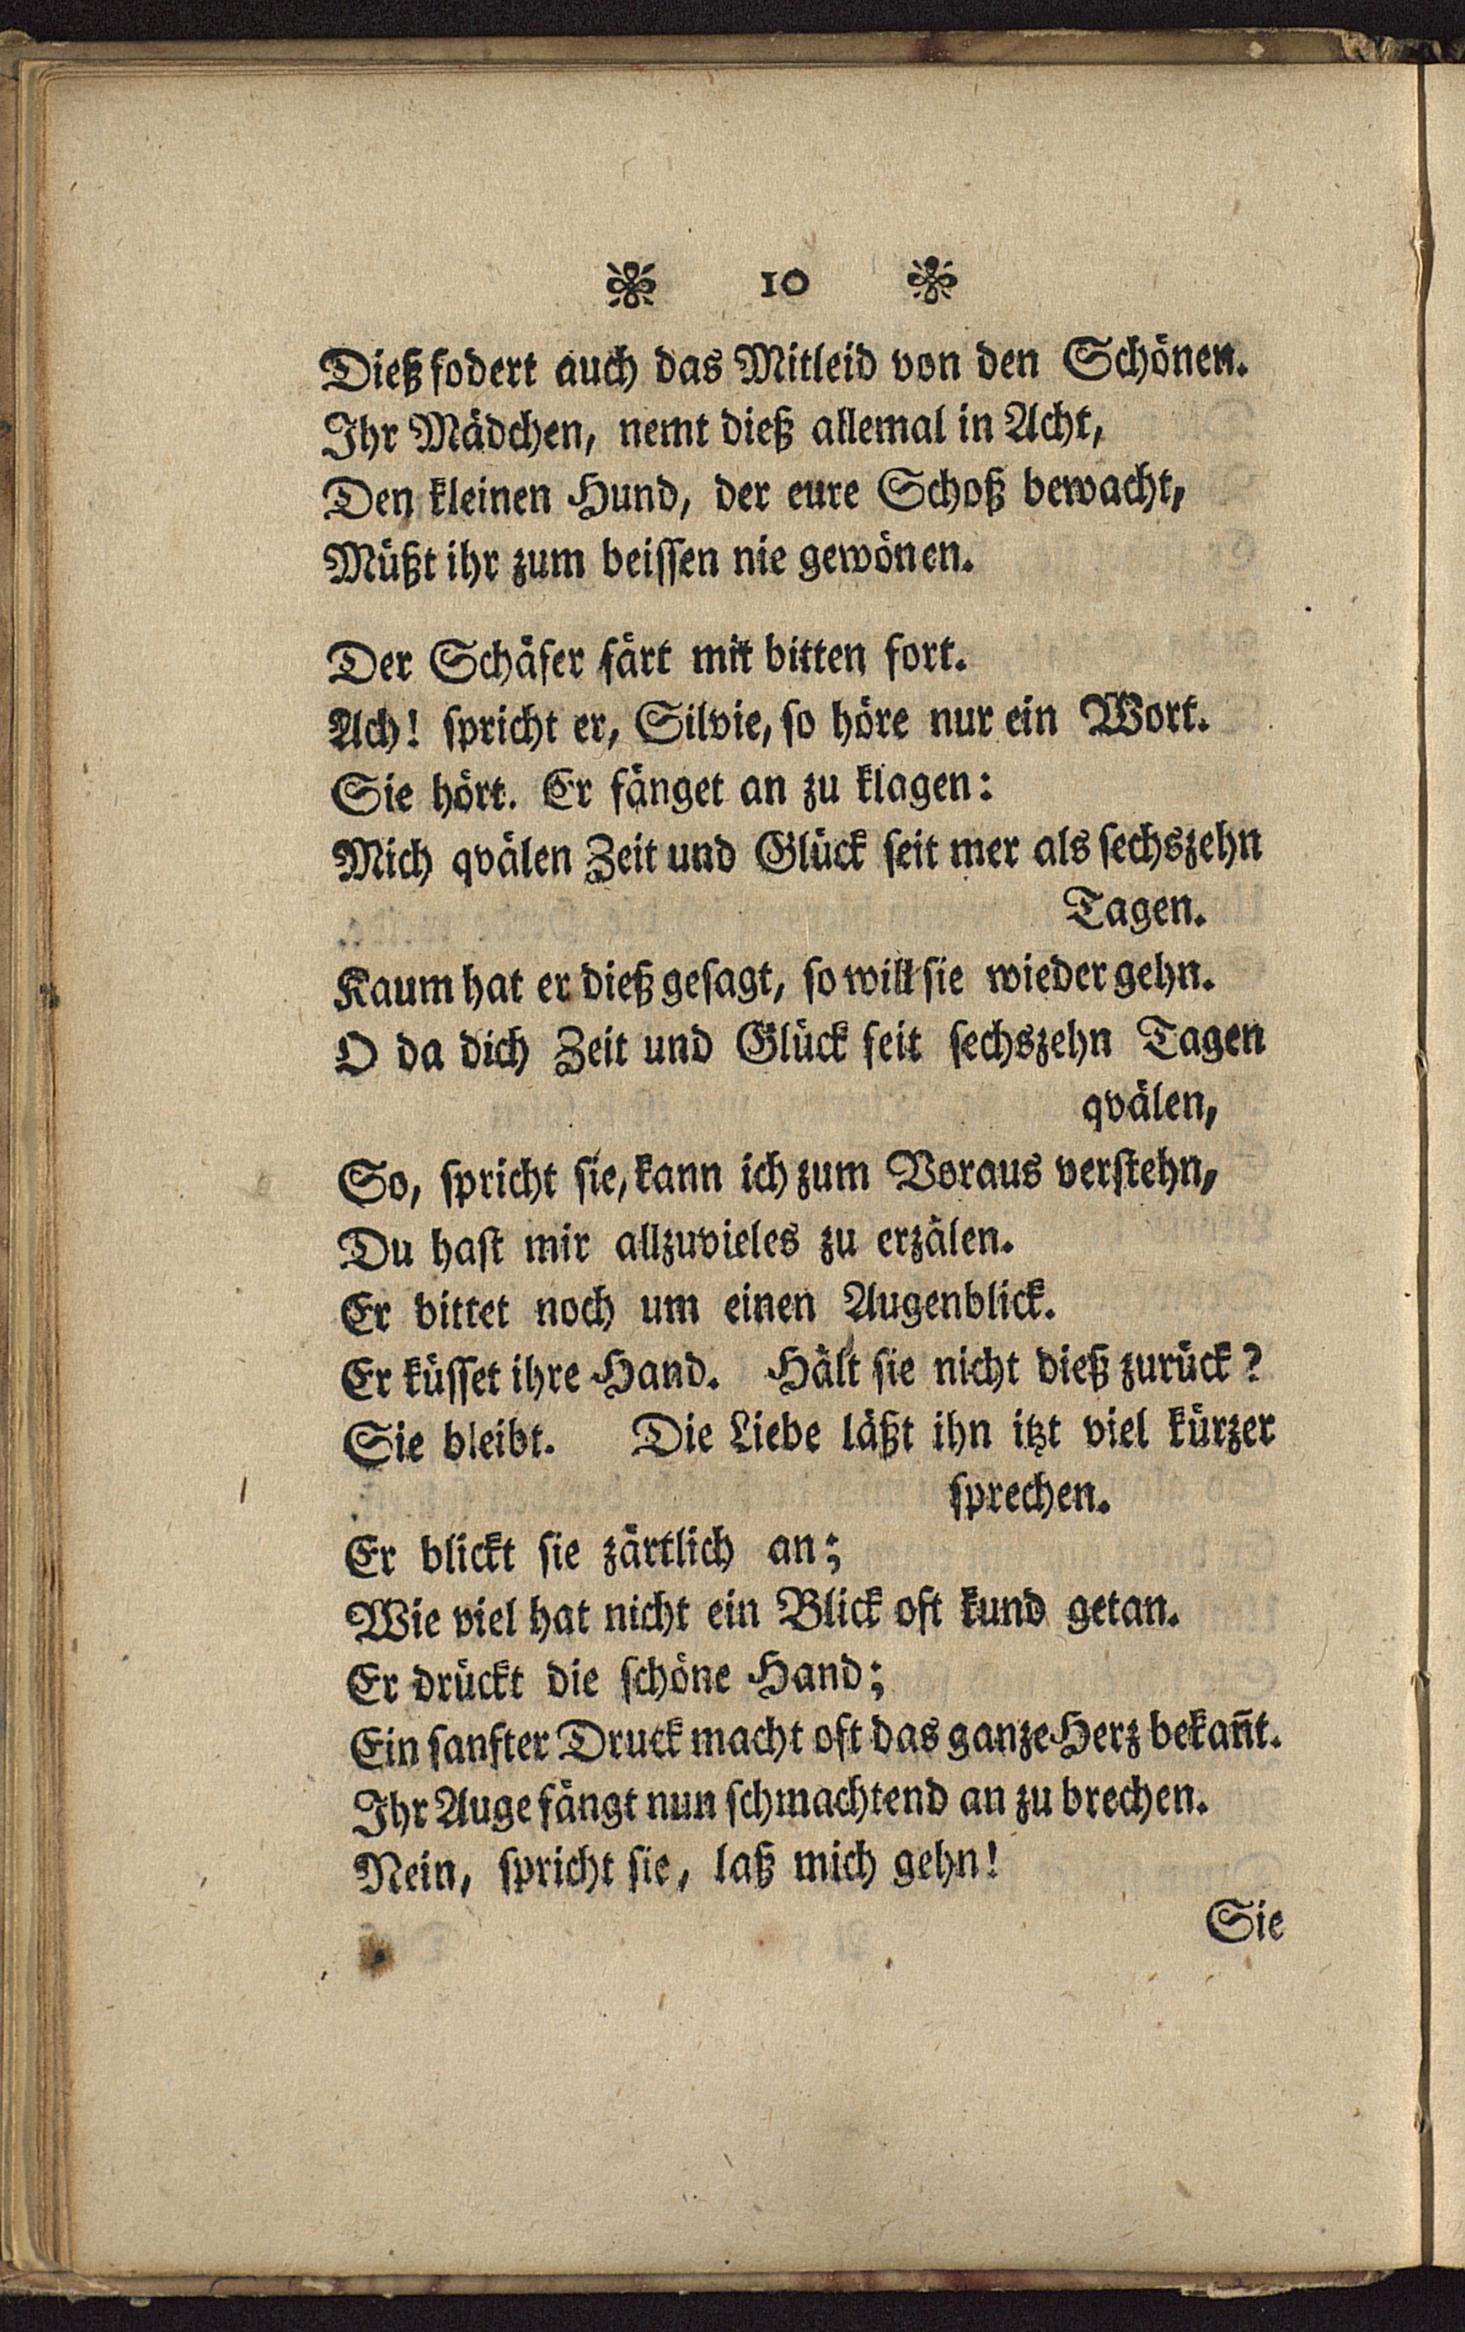 ❃ 10 ❃
Dieß fodert auch das Mitleid von den Schönen.
Ihr Mädchen, nemt dieß allemal in Acht,
Den kleinen Hund, der eure Schoß bewacht,
Müßt ihr zum beiſſen nie gewönen.
Der Schäfer färt mit bitten fort.
Ach! ſpricht er, Silvie, ſo höre nur ein Wort.
Sie hört. Er fänget an zu klagen:
Mich qvälen Zeit und Glück ſeit mer als ſechszehn
Tagen.
Kaum hat er dieß geſagt, ſo will ſie wieder gehn.
O da dich Zeit und Glück ſeit ſechszehn Tagen
qvälen,
So, ſpricht ſie, kann ich zum Voraus verſtehn,
Du haſt mir allzuvieles zu erzälen.
Er bittet noch um einen Augenblick.
Er küſſet ihre Hand. Hält ſie nicht dieß zurück?
Sie bleibt. Die Liebe läßt ihn itzt viel kürzer
ſprechen.
Er blickt ſie zärtlich an;
Wie viel hat nicht ein Blick oft kund getan.
Er drückt die ſchöne Hand;
Ein ſanfter Druck macht oft das ganze Herz bekan̄t.
Ihr Auge fängt nun ſchmachtend an zu brechen.
Nein, ſpricht ſie, laß mich gehn!
Sie